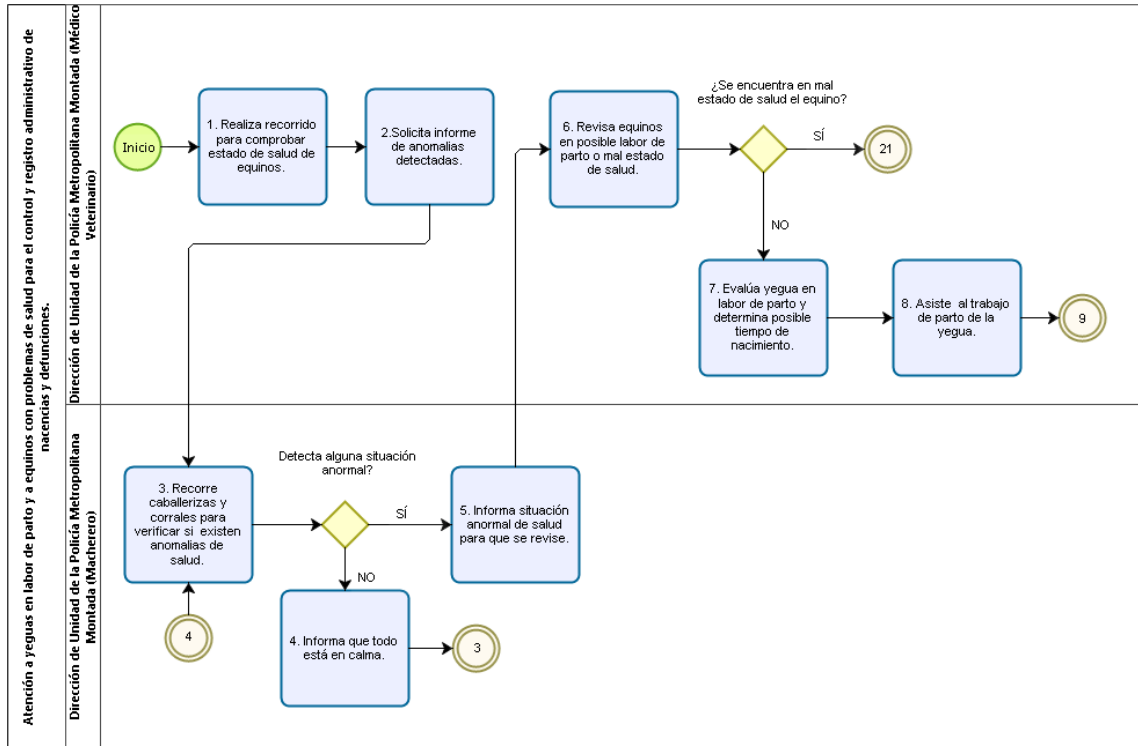 Atención a yeguas en labor de parto y a equinos con problemas de salud para el control y registro administrativo de
nacencias y defunciones.
Dirección de Unidad de la Policía Metropolitana Montada (Médico
Veterinario)
Inicio
1. Realiza recorrido
para comprobar
estado de salud de
equinos.
2.Solicita informe
de anomalias
detectadas.
6. Revisa equinos
en posible labor de
parto o mal estado
de salud.
¿Se encuentra en mal
estado de salud el equino?
SÍ
21
NO
7. Evalúa yegua en
labor de parto y
determina posible
tiempo de
nacimiento.
8. Asiste al trabajo
de parto de la
yegua.
9
Dirección de Unidad de la Policía Metropolitana
Montada (Macherero)
3. Recorre
caballerizas y
corrales para
verificar si existen
anomalias de
salud.
4
Detecta alguna situación
anormal?
SÍ
NO
5. Informa situación
anormal de salud
para que se revise.
4. Informa que todo
está en calma.
3